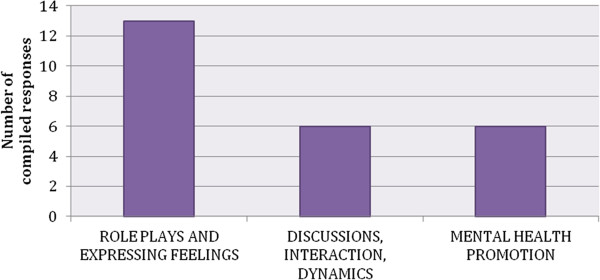 Number of
compiled responses
14
12
10
8
6
4
2
0
ROLE PLAYS AND
EXPRESSING FEELINGS
DISCUSSIONS,
INTERACTION,
DYNAMICS
MENTAL HEALTH
PROMOTION